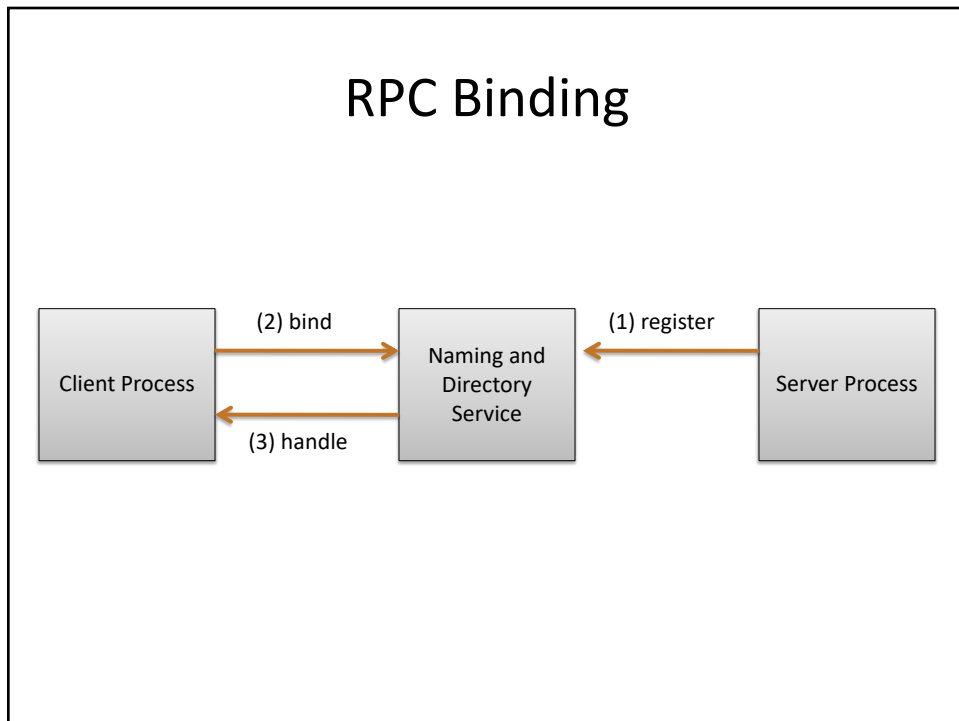 RPC Binding
(2) bind
(1) register
Client Process
Naming and
Directory
Service
Server Process
(3) handle